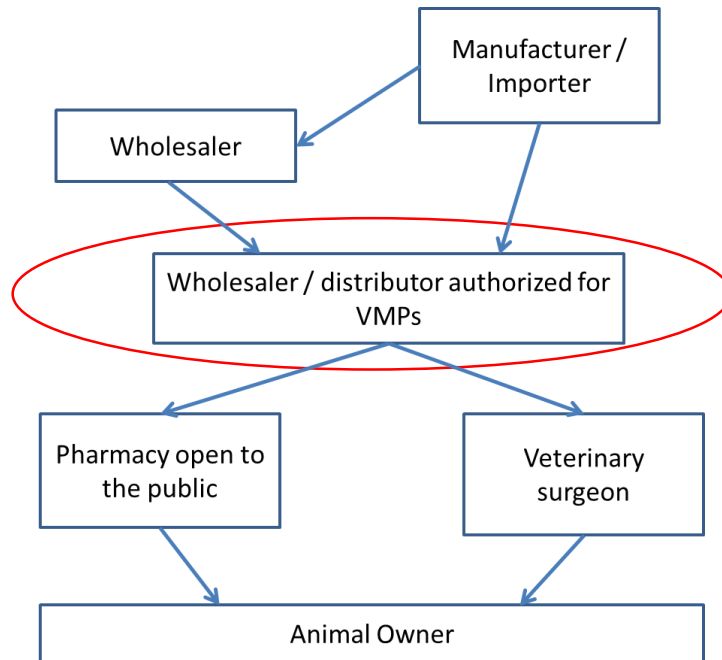 Manufacturer /
Importer
Wholesaler
Wholesaler / distributor authorized for
VMPs
Pharmacy open to
the public
Veterinary
surgeon
Animal Owner